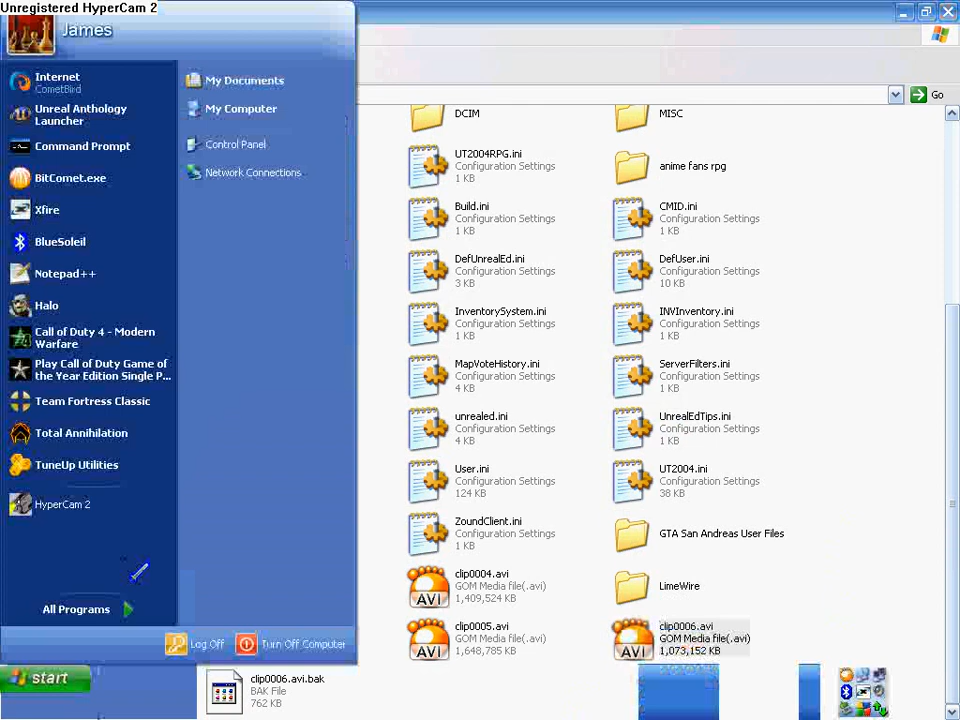 Unregistered HyperCam 2
James
Internet
CometBird
Unreal Anthology
Launcher
Command Prompt
BitComet.exe
Xfire
BlueSoleil
Notepad++
Halo
Call of Duty 4 - Modern
Warfare
Play Call of Duty Game of
the Year Edition Single P...
Team Fortress Classic
Total Annihilation
TuneUp Utilities
HyperCam 2
All Programs
My Documents
My Computer
Control Panel
Network Connections
Log Off
Turn Off Computer
start
Go
DCIM
MISC
UT2004RPG.ini
Configuration Settings
1 KB
anime fans rpg
Build.ini
Configuration Settings
1 KB
CMID.ini
Configuration Settings
1 KB
DefUnrealEd.ini
Configuration Settings
3 KB
DefUser.ini
Configuration Settings
10 KB
InventorySystem.ini
Configuration Settings
1 KB
INVInventory.ini
Configuration Settings
1 KB
MapVoteHistory.ini
Configuration Settings
4 KB
ServerFilters.ini
Configuration Settings
1 KB
unrealed.ini
Configuration Settings
4 KB
UnrealEdTips.ini
Configuration Settings
1 KB
User.ini
Configuration Settings
124 KB
UT2004.ini
Configuration Settings
38 KB
ZoundClient.ini
Configuration Settings
1 KB
GTA San Andreas User Files
AVI
clip0004.avi
GOM Media file(.avi)
1,409,524 KB
LimeWire
AVI
clip0005.avi
GOM Media file(.avi)
1,648,785 KB
AVI
clip0006.avi
GOM Media file(.avi)
1,073,152 KB
clip0006.avi.bak
BAK File
762 KB